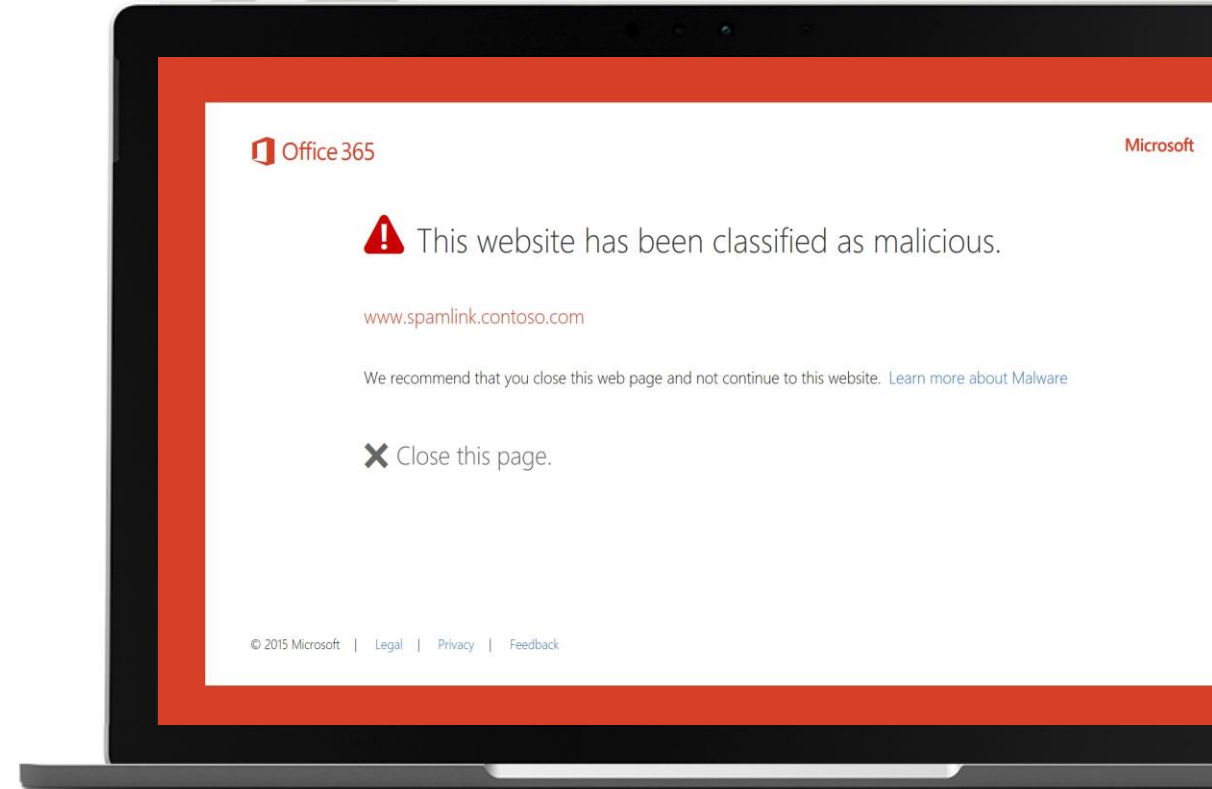 Office 365
Microsoft
This website has been classified as malicious.
www.spamlink.contoso.com
We recommend that you close this web page and not continue to this website. Learn more about Malware
Close this page.
© 2015 Microsoft | Legal | Privacy | Feedback